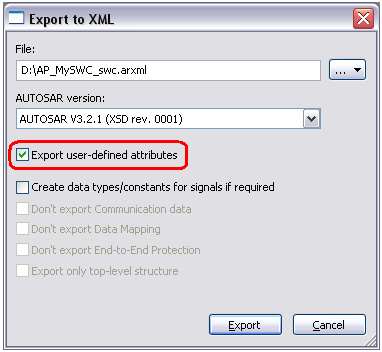 Export to XML
File:
D:\AP_MySWC_swc.arxml
...
AUTOSAR version:
AUTOSAR V3.2.1 (XSD rev. 0001)
Export user-defined attributes
Create data types/constants for signals if required
Don't export Communication data
Don't export Data Mapping
Don't export End-to-End Protection
Export only top-level structure
Export Cancel